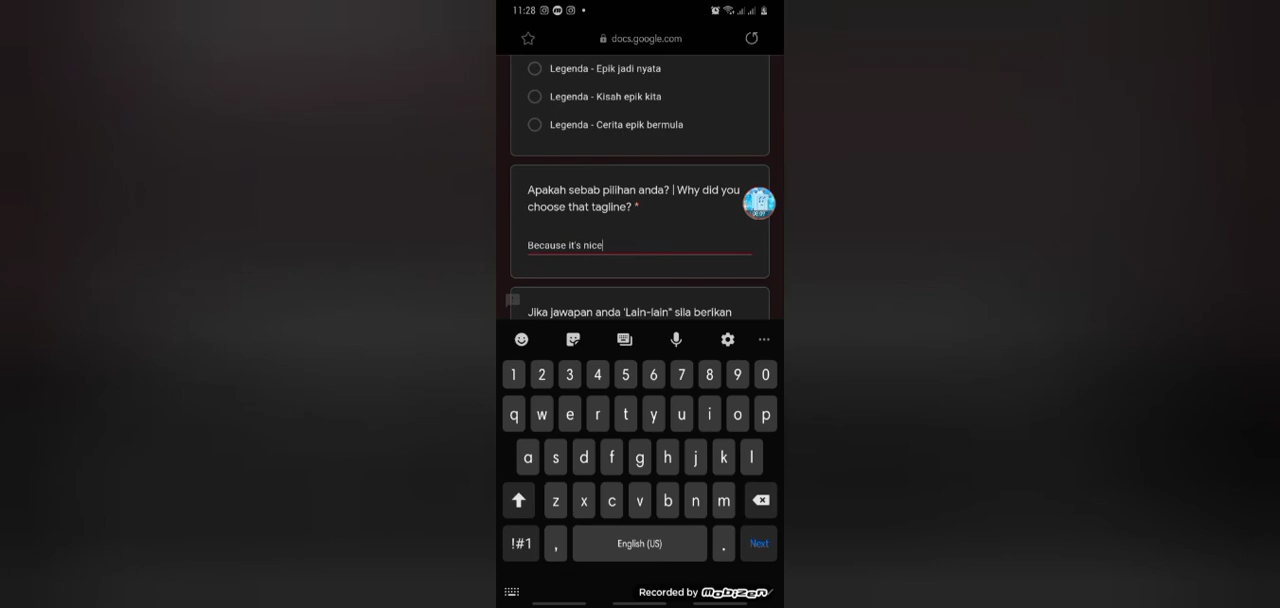 11:28
docs.google.com
Legenda - Epik jadi nyata
Legenda - Kisah epik kita
Legenda - Cerita epik bermula
Apakah sebab pilihan anda? | Why did you
choose that tagline? *
Because it's nice
Jika jawapan anda 'Lain-lain" sila berikan
1 2 3 4 5 6 7 8 9 0
q w e r t y u i o p
a s d f g h j k l
z x c v b n m
!#1 , English (US) . Next
Recorded by mobizen